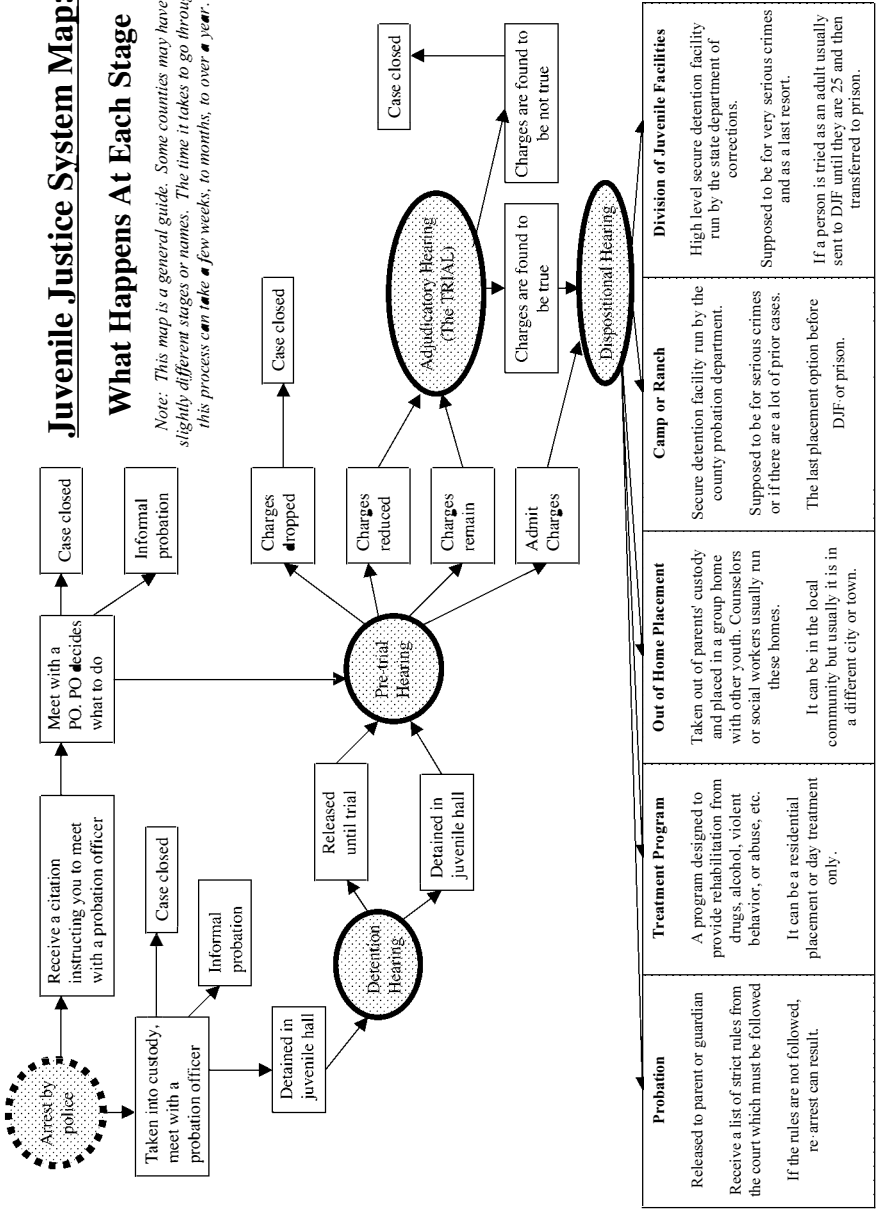 Juvenile Justice System Map:
What Happens At Each Stage
Note: This map is a general guide. Some counties may have
slightly different stages or names. The time it takes to go through
this process can take a few weeks, to months, to over a year.
Arrest by
police
Receive a citation
instructing you to meet
with a probation officer
Meet with a
PO. PO decides
what to do
Case closed
Informal
probation
Taken into custody,
meet with a
probation officer
Case closed
Informal
probation
Detained in
juvenile hall
Detention
Hearing
Released
until trial
Detained in
juvenile hall
Pre-trial
Hearing
Charges
dropped
Case closed
Charges
reduced
Charges
remain
Admit
Charges
Adjudicatory Hearing
(The TRIAL)
Charges are found to
be true
Charges are found to
be not true
Case closed
Dispositional Hearing
Probation
Released to parent or guardian
Receive a list of strict rules from
the court which must be followed
If the rules are not followed,
re-arrest can result.
Treatment Program
A program designed to
provide rehabilitation from
drugs, alcohol, violent
behavior, or abuse, etc.
It can be a residential
placement or day treatment
only.
Out of Home Placement
Taken out of parents' custody
and placed in a group home
with other youth. Counselors
or social workers usually run
these homes.
It can be in the local
community but usually it is in
a different city or town.
Camp or Ranch
Secure detention facility run by the
county probation department.
Supposed to be for serious crimes
or if there are a lot of prior cases.
The last placement option before
DJF or prison.
Division of Juvenile Facilities
High level secure detention facility
run by the state department of
corrections.
Supposed to be for very serious crimes
and as a last resort.
If a person is tried as an adult usually
sent to DJF until they are 25 and then
transferred to prison.